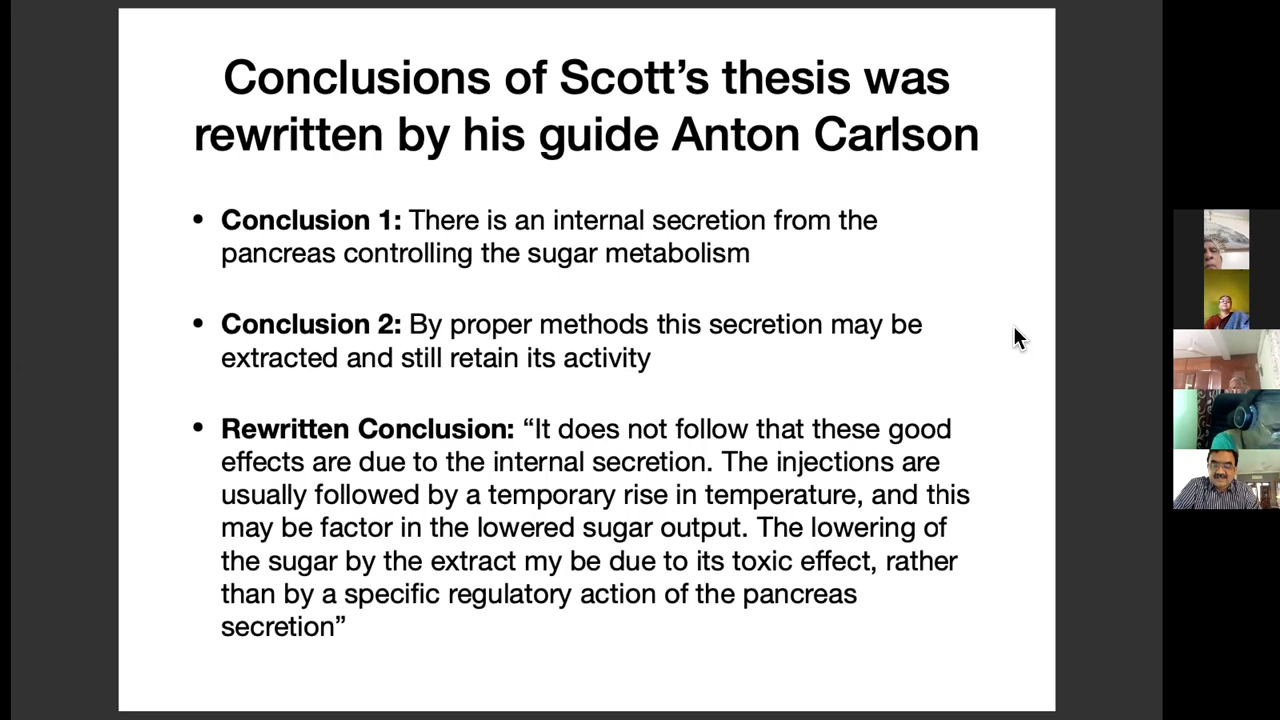 Conclusions of Scott’s thesis was
rewritten by his guide Anton Carlson
• Conclusion 1: There is an internal secretion from the
pancreas controlling the sugar metabolism
• Conclusion 2: By proper methods this secretion may be
extracted and still retain its activity
• Rewritten Conclusion: “It does not follow that these good
effects are due to the internal secretion. The injections are
usually followed by a temporary rise in temperature, and this
may be factor in the lowered sugar output. The lowering of
the sugar by the extract my be due to its toxic effect, rather
than by a specific regulatory action of the pancreas
secretion”